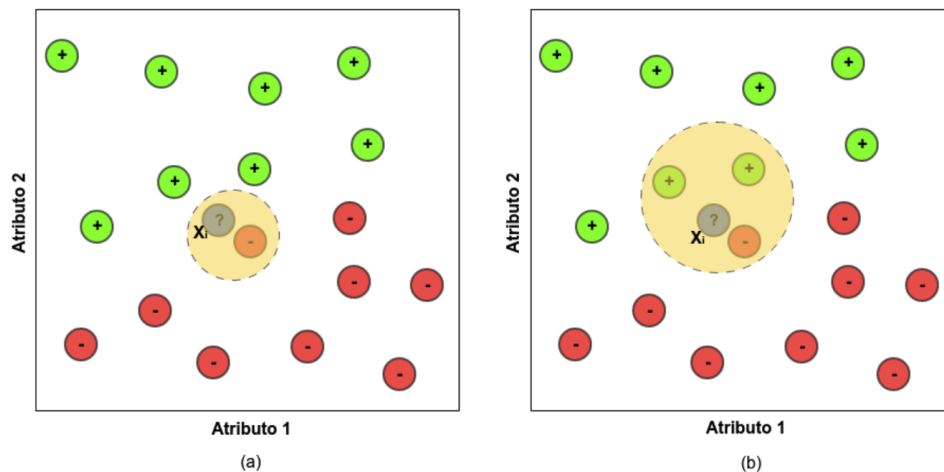 + + + + + + + +
? Xᵢ -
- - - - - - - - -
Atributo 2
Atributo 1
(a)
+ + + + + + + +
? Xᵢ -
- - - - - - - - -
Atributo 2
Atributo 1
(b)